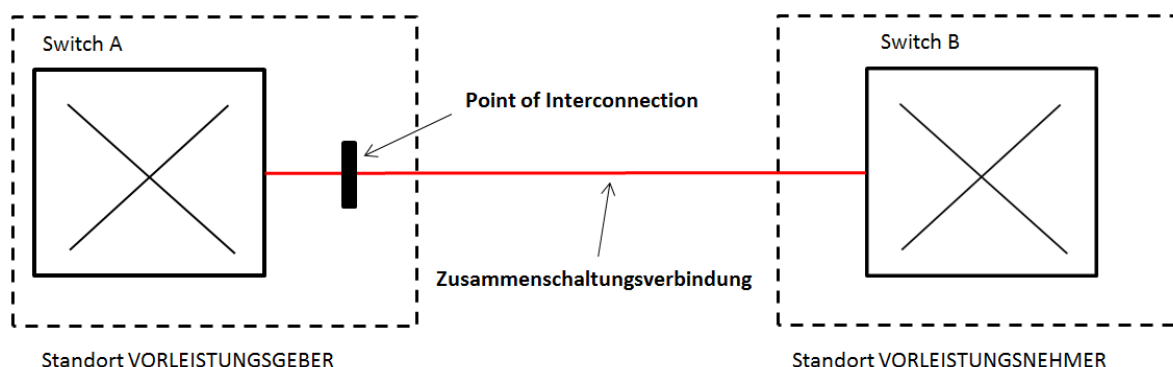 Switch A
Switch B
Point of Interconnection
Zusammenschaltungsverbindung
Standort VORLEISTUNGSGEBER
Standort VORLEISTUNGSNEHMER